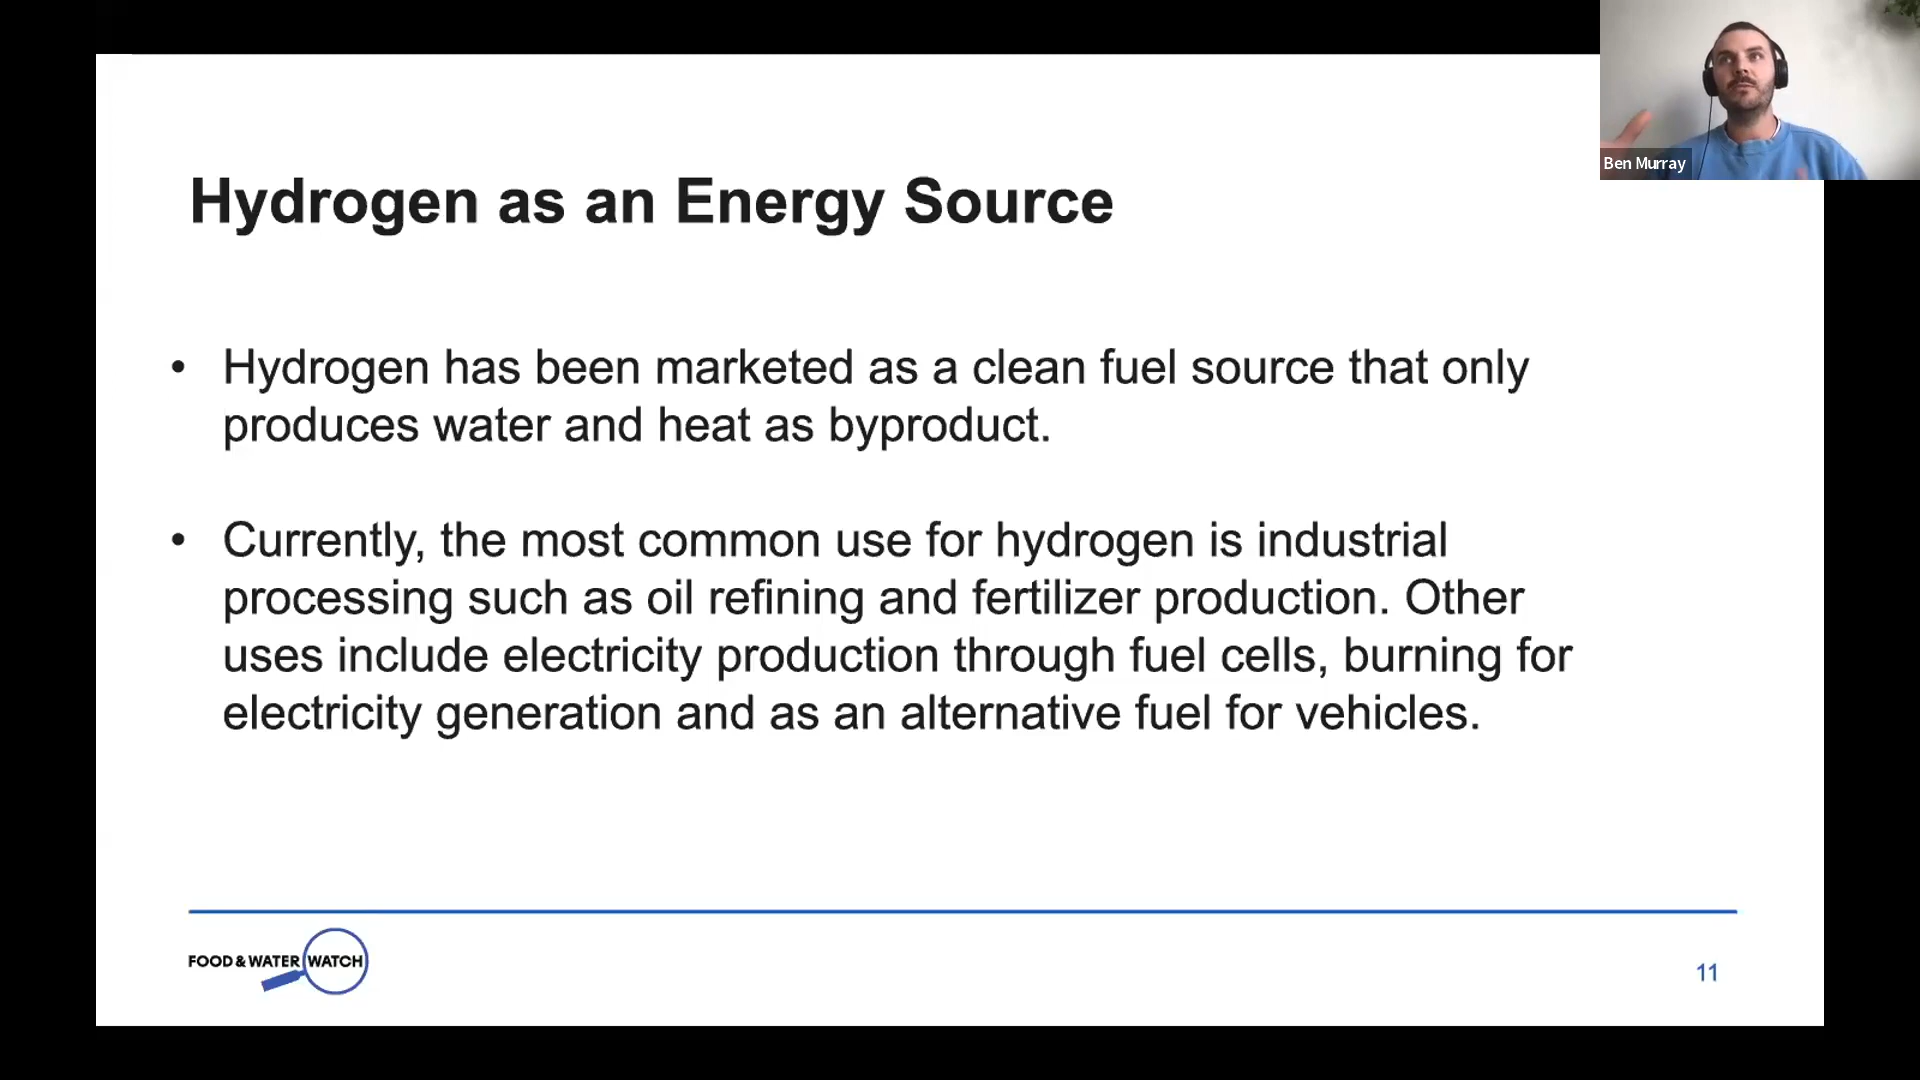 Ben Murray
Hydrogen as an Energy Source
• Hydrogen has been marketed as a clean fuel source that only
produces water and heat as byproduct.
• Currently, the most common use for hydrogen is industrial
processing such as oil refining and fertilizer production. Other
uses include electricity production through fuel cells, burning for
electricity generation and as an alternative fuel for vehicles.
FOOD & WATER WATCH
11